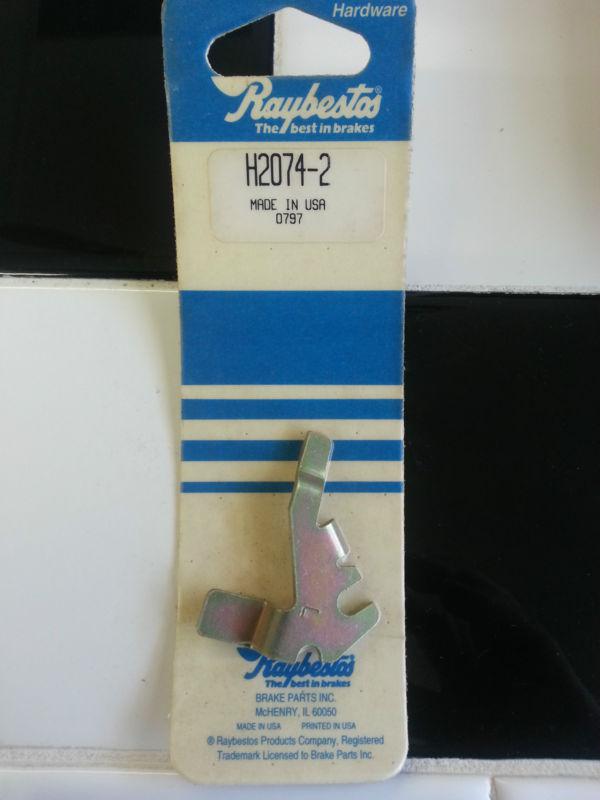 Hardware
Raybestos®
The best in brakes
H2074-2
MADE IN USA
0797
L
Raybestos
The best in brakes
BRAKE PARTS INC.
McHENRY, IL 60050
MADE IN USA PRINTED IN USA
® Raybestos Products Company, Registered
Trademark Licensed to Brake Parts Inc.